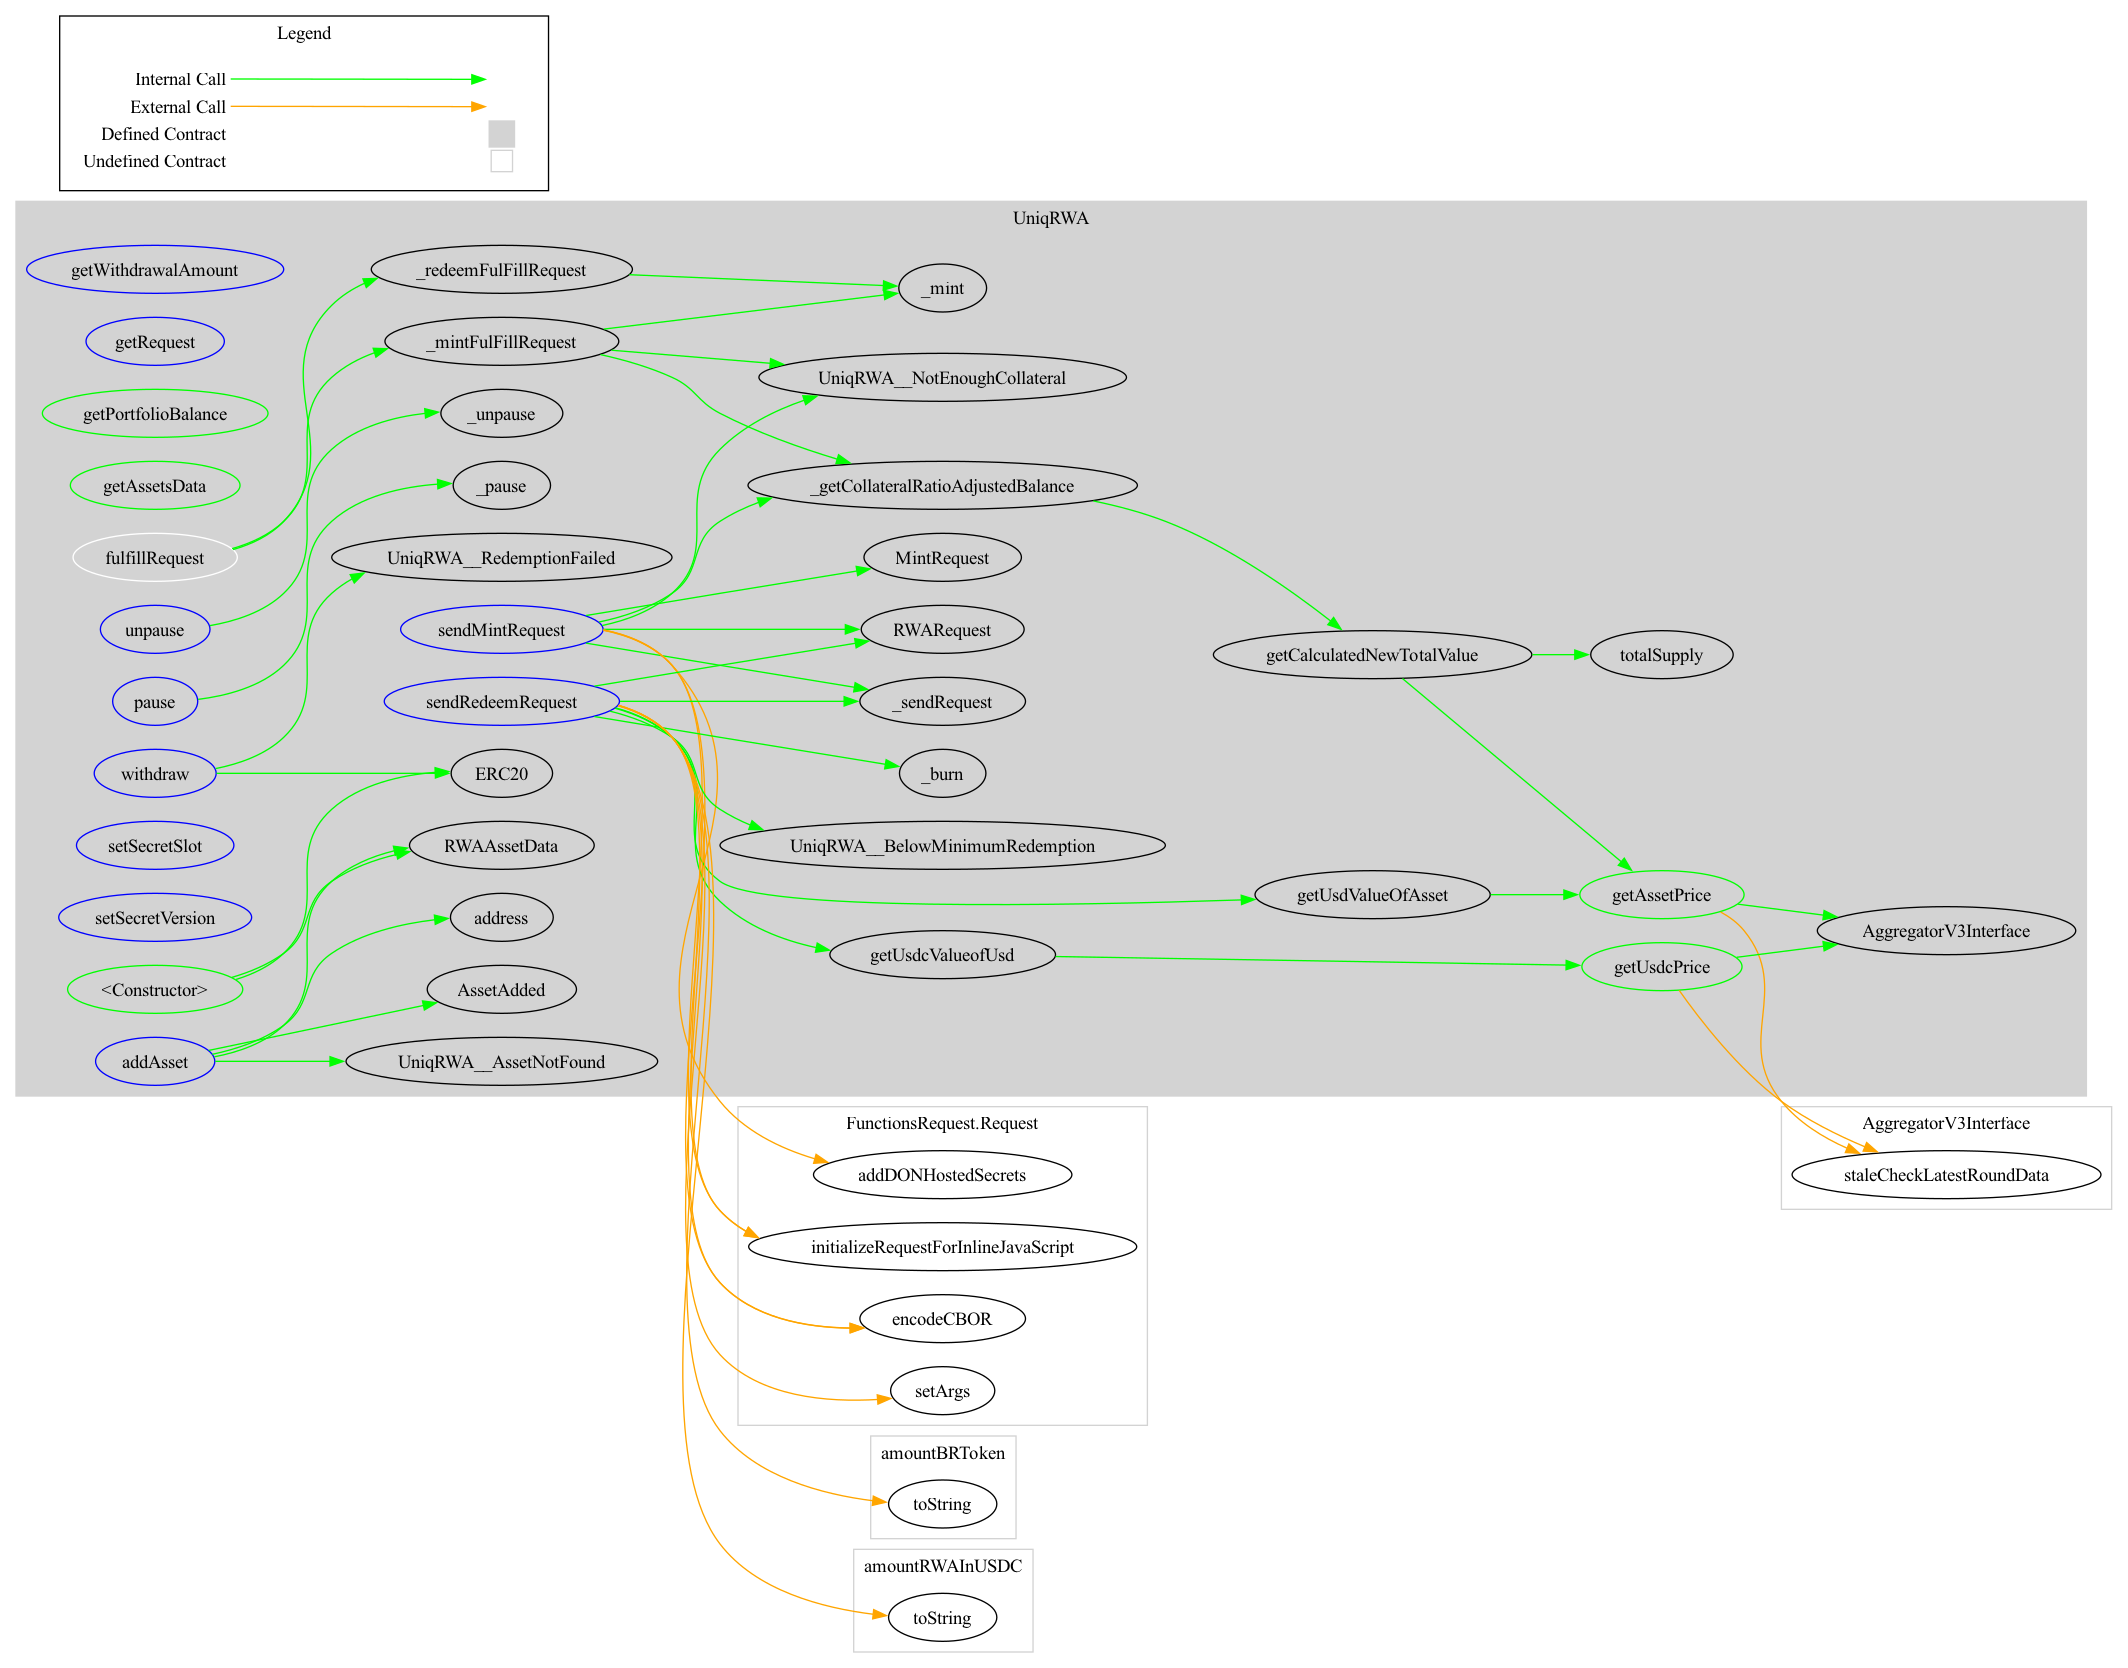 Legend
Internal Call
External Call
Defined Contract
Undefined Contract
UniqRWA
getWithdrawalAmount
getRequest
getPortfolioBalance
getAssetsData
fulfillRequest
unpause
pause
withdraw
setSecretSlot
setSecretVersion
<Constructor>
addAsset
_redeemFulFillRequest
_mintFulFillRequest
_unpause
_pause
UniqRWA__RedemptionFailed
sendMintRequest
sendRedeemRequest
ERC20
RWAAssetData
address
AssetAdded
UniqRWA__AssetNotFound
_mint
UniqRWA__NotEnoughCollateral
_getCollateralRatioAdjustedBalance
MintRequest
RWARequest
_sendRequest
_burn
UniqRWA__BelowMinimumRedemption
getUsdcValueofUsd
getCalculatedNewTotalValue
getUsdValueOfAsset
totalSupply
getAssetPrice
getUsdcPrice
AggregatorV3Interface
FunctionsRequest.Request
addDONHostedSecrets
initializeRequestForInlineJavaScript
encodeCBOR
setArgs
AggregatorV3Interface
staleCheckLatestRoundData
amountBRToken
toString
amountRWAInUSDC
toString